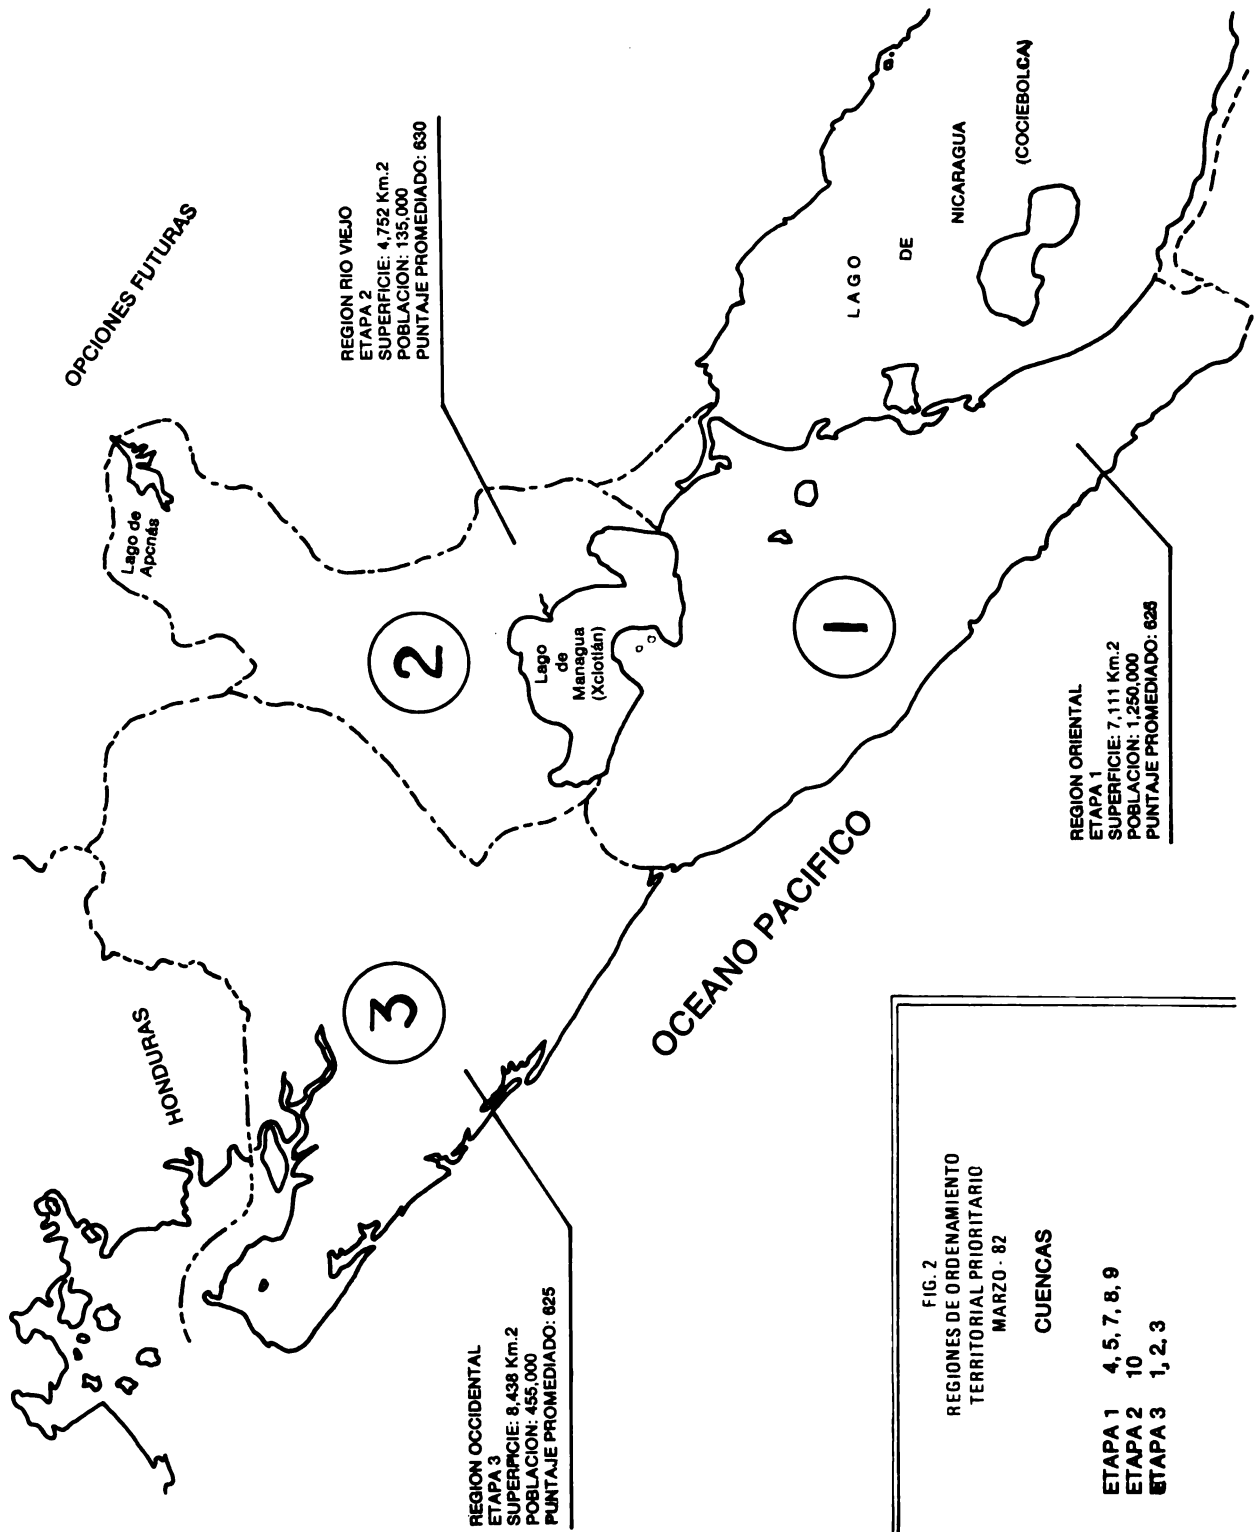 OPCIONES FUTURAS
REGION RIO VIEJO
ETAPA 2
SUPERFICIE: 4,752 Km.2
POBLACION: 135,000
PUNTAJE PROMEDIADO: 630
HONDURAS
Lago de
Apcnás
2
3
Lago
de
Managua
(Xclotlán)
1
LAGO
DE
NICARAGUA
(COCIEBOLCA)
OCEANO PACIFICO
REGION OCCIDENTAL
ETAPA 3
SUPERFICIE: 8,438 Km.2
POBLACION: 455,000
PUNTAJE PROMEDIADO: 625
REGION ORIENTAL
ETAPA 1
SUPERFICIE: 7,111 Km.2
POBLACION: 1,250,000
PUNTAJE PROMEDIADO: 626
FIG. 2
REGIONES DE ORDENAMIENTO
TERRITORIAL PRIORITARIO
MARZO - 82
CUENCAS
ETAPA 1 4, 5, 7, 8, 9
ETAPA 2 10
ETAPA 3 1, 2, 3